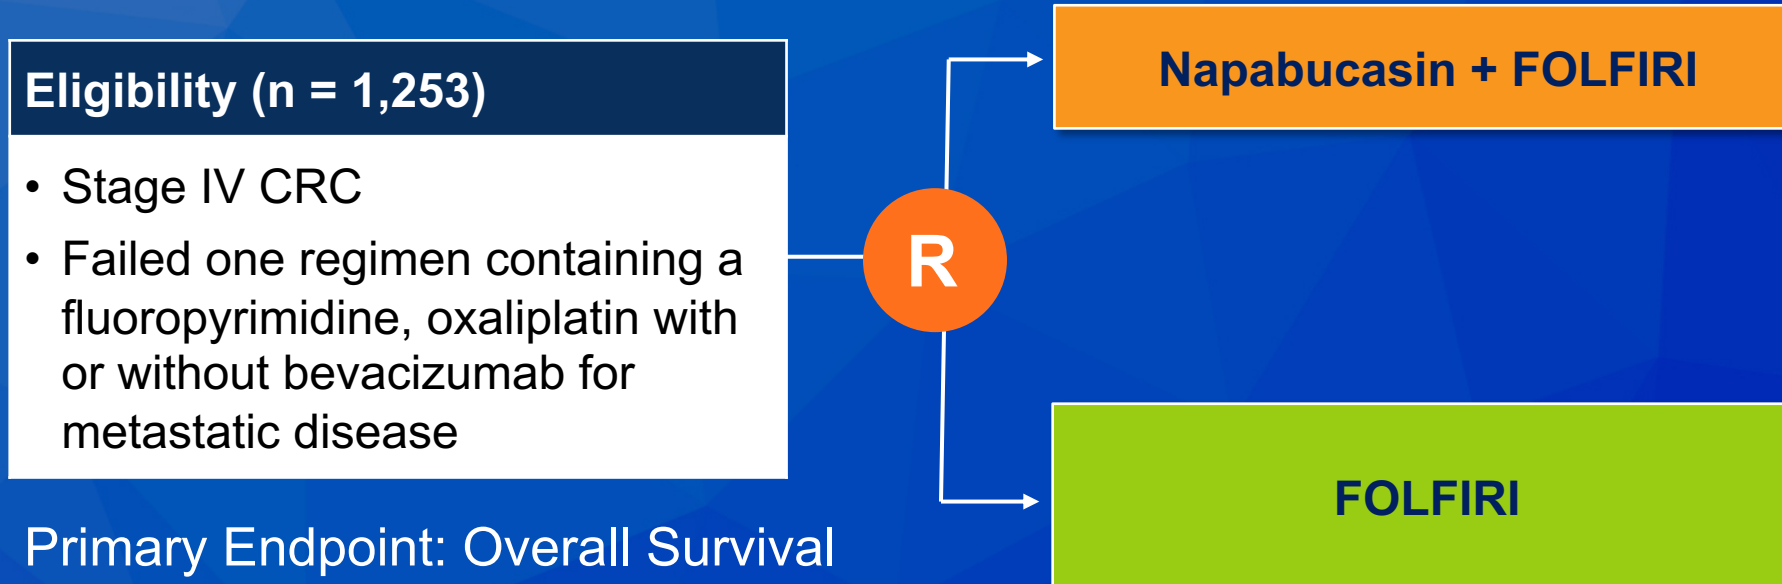 Eligibility (n = 1,253)
• Stage IV CRC
• Failed one regimen containing a
fluoropyrimidine, oxaliplatin with
or without bevacizumab for
metastatic disease
Primary Endpoint: Overall Survival
R
Napabucasin + FOLFIRI
FOLFIRI